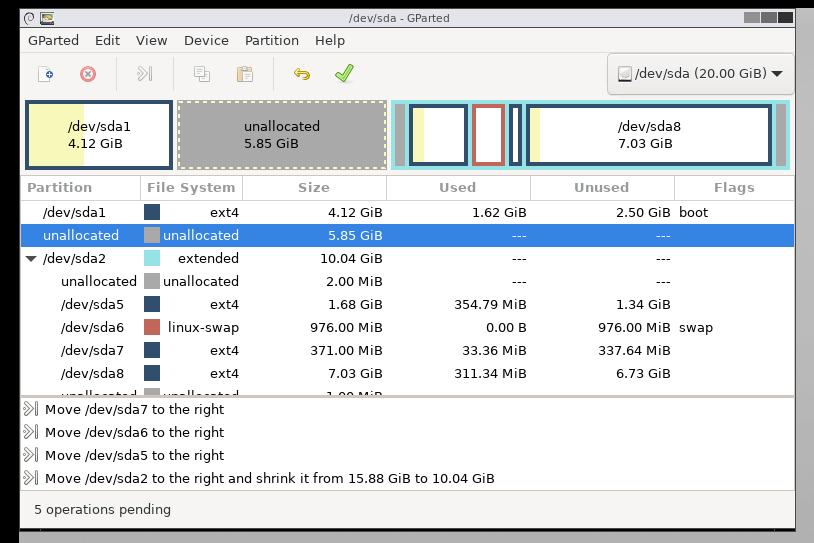 /dev/sda - GParted
GParted Edit View Device Partition Help
/dev/sda (20.00 GiB)
/dev/sda1
4.12 GiB
unallocated
5.85 GiB
/dev/sda8
7.03 GiB
Partition File System Size Used Unused Flags
/dev/sda1 ext4 4.12 GiB 1.62 GiB 2.50 GiB boot
unallocated unallocated 5.85 GiB --- ---
/dev/sda2 extended 10.04 GiB --- ---
unallocated unallocated 2.00 MiB --- ---
/dev/sda5 ext4 1.68 GiB 354.79 MiB 1.34 GiB
/dev/sda6 linux-swap 976.00 MiB 0.00 B 976.00 MiB swap
/dev/sda7 ext4 371.00 MiB 33.36 MiB 337.64 MiB
/dev/sda8 ext4 7.03 GiB 311.34 MiB 6.73 GiB
unallocated unallocated 1.00 MiB
Move /dev/sda7 to the right
Move /dev/sda6 to the right
Move /dev/sda5 to the right
Move /dev/sda2 to the right and shrink it from 15.88 GiB to 10.04 GiB
5 operations pending